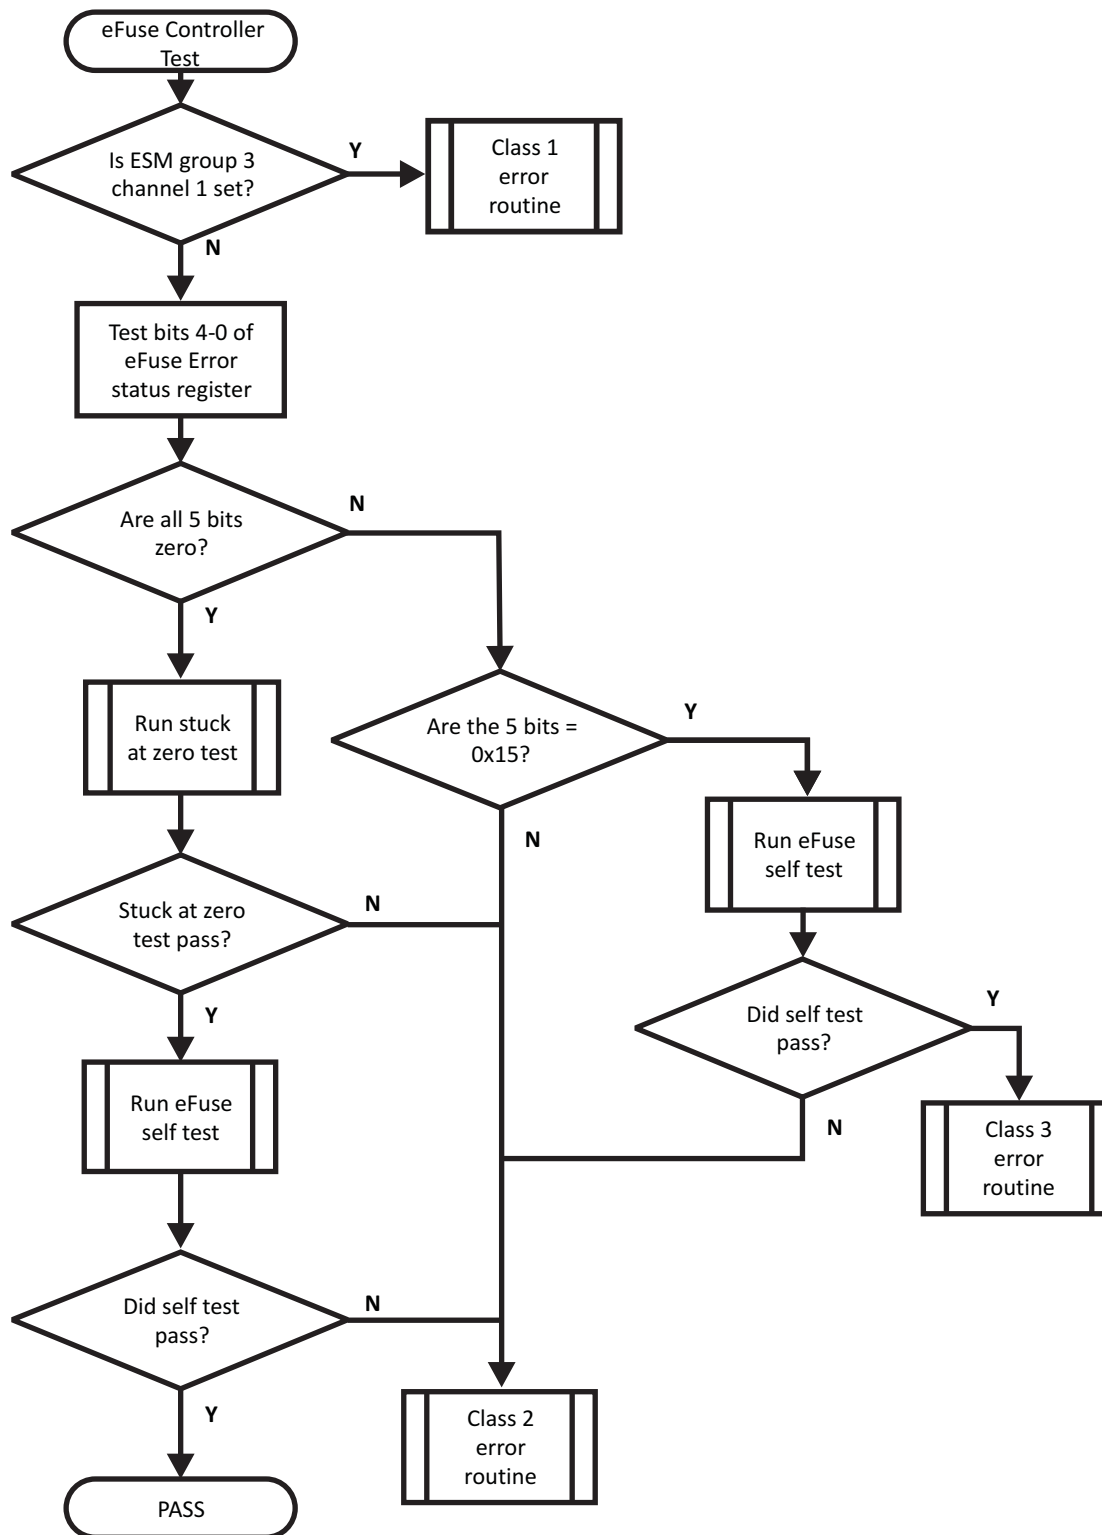 eFuse Controller
Test
Is ESM group 3
channel 1 set?
Y
Class 1
error
routine
N
Test bits 4-0 of
eFuse Error
status register
Are all 5 bits
zero?
N
Y
Run stuck
at zero test
Are the 5 bits =
0x15?
Y
N
Run eFuse
self test
Stuck at zero
test pass?
N
Y
Did self test
pass?
Y
N
Run eFuse
self test
Class 3
error
routine
Did self test
pass?
N
Y
Class 2
error
routine
PASS